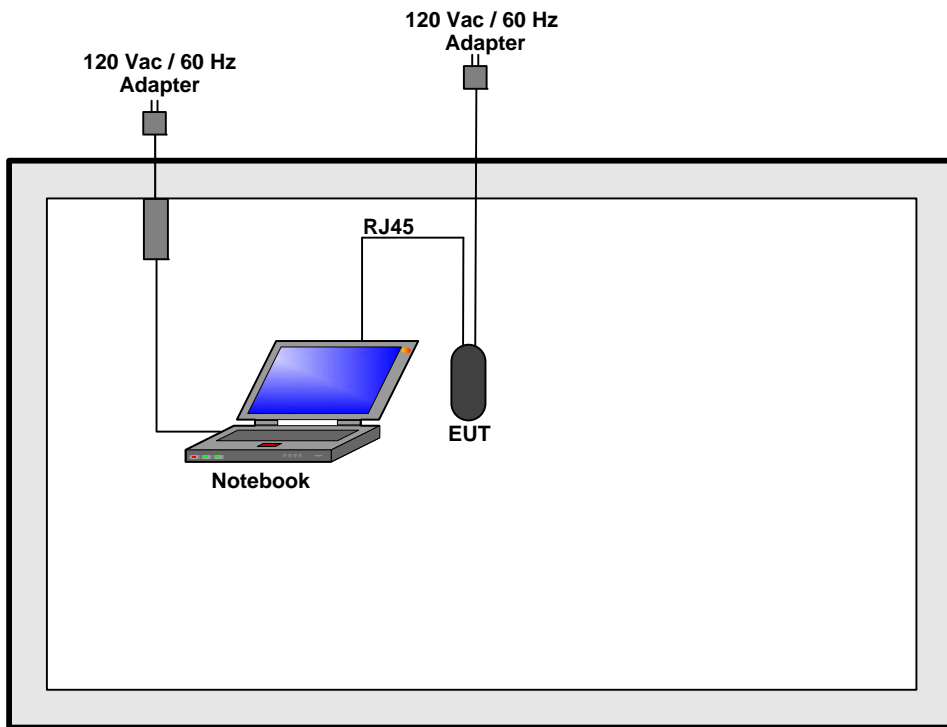 120 Vac / 60 Hz
Adapter
120 Vac / 60 Hz
Adapter
RJ45
EUT
Notebook